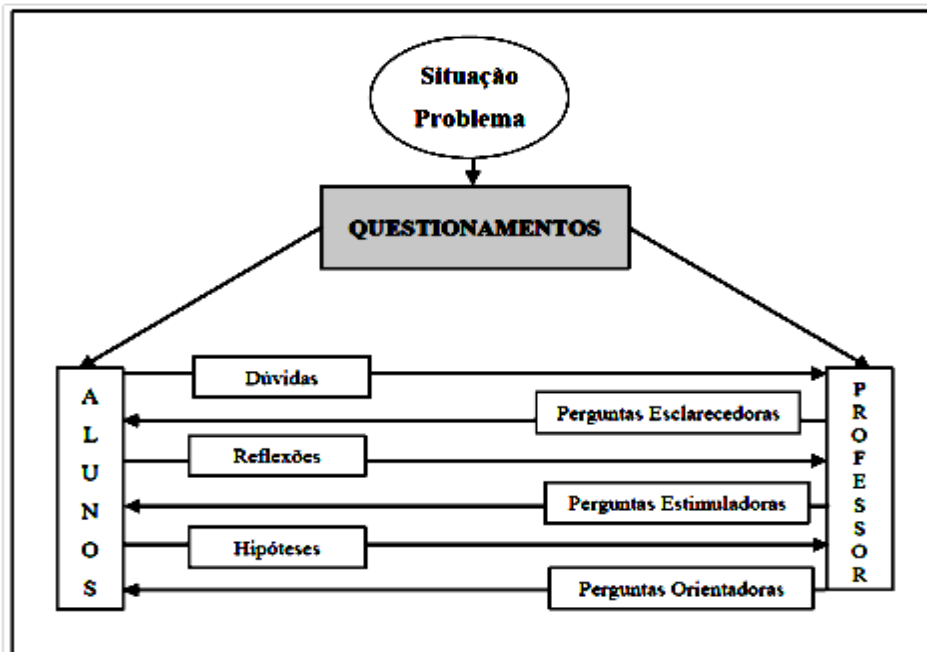 Situação
Problema
QUESTIONAMENTOS
ALUNOS
PROFESSOR
Dúvidas
Perguntas Esclarecedoras
Reflexões
Perguntas Estimuladoras
Hipóteses
Perguntas Orientadoras